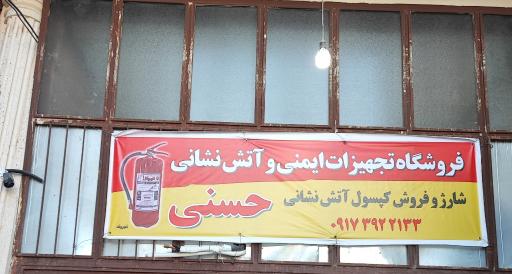 فروشگاه تجهیزات ایمنی و آتش نشانی
شارژ و فروش کپسول آتش نشانی
حسنی
۰۹۱۷ ۳۹۲ ۲۱۳۳